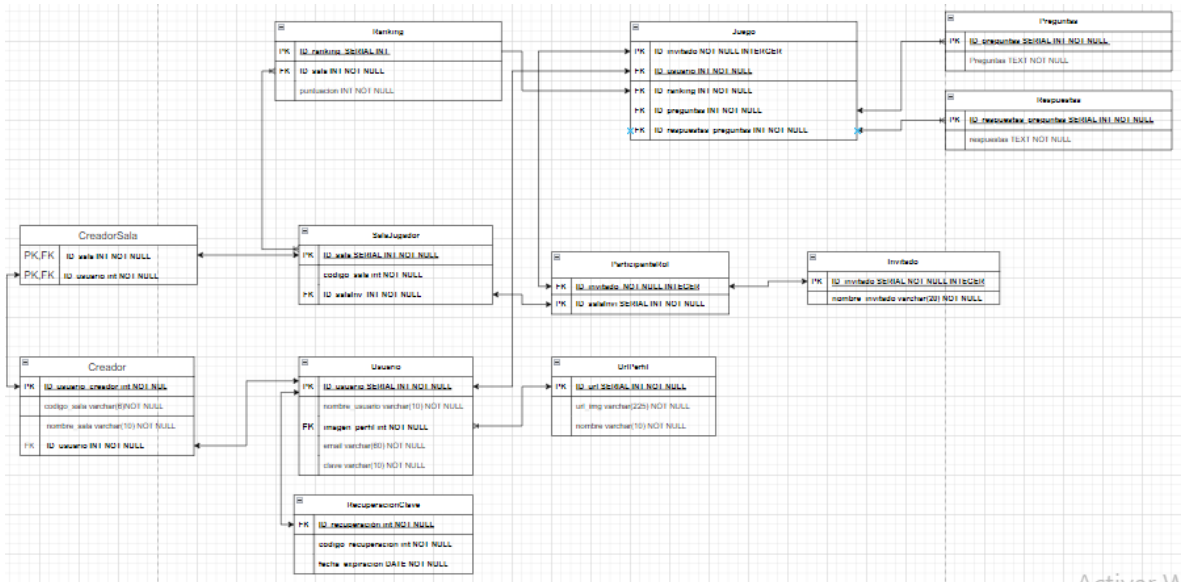 Ranking
PK ID_ranking SERIAL INT
FK ID_sala INT NOT NULL
puntuacion INT NOT NULL
Juego
PK ID_invitado NOT NULL INTERGER
FK ID_usuario INT NOT NULL
FK ID_ranking INT NOT NULL
FK ID_preguntas INT NOT NULL
FK ID_respuestas_preguntas INT NOT NULL
Preguntas
PK ID_preguntas SERIAL INT NOT NULL
Preguntas TEXT NOT NULL
Respuestas
PK ID_respuestas_preguntas SERIAL INT NOT NULL
respuestas TEXT NOT NULL
CreadorSala
PK,FK ID_sala INT NOT NULL
PK,FK ID_usuario int NOT NULL
SalaJugador
PK ID_sala SERIAL INT NOT NULL
codigo_sala int NOT NULL
FK ID_salaInv INT NOT NULL
ParticipanteRol
FK ID_invitado NOT NULL INTEGER
PK ID_salaInv SERIAL INT NOT NULL
Invitado
PK ID_invitado SERIAL NOT NULL INTEGER
nombre_invitado varchar(20) NOT NULL
Creador
PK ID_usuario_creador int NOT NUL
codigo_sala varchar(6)NOT NULL
nombre_sala varchar(10) NOT NULL
FK ID_usuario INT NOT NULL
Usuario
PK ID_usuario SERIAL INT NOT NULL
nombre_usuario varchar(10) NOT NULL
FK imagen_perfil int NOT NULL
email varchar(60) NOT NULL
clave varchar(10) NOT NULL
UrlPerfil
PK ID_url SERIAL INT NOT NULL
url_img varchar(225) NOT NULL
nombre varchar(10) NOT NULL
RecuperacionClave
FK ID_recuperación int NOT NULL
codigo_recuperacion int NOT NULL
fecha_expiracion DATE NOT NULL